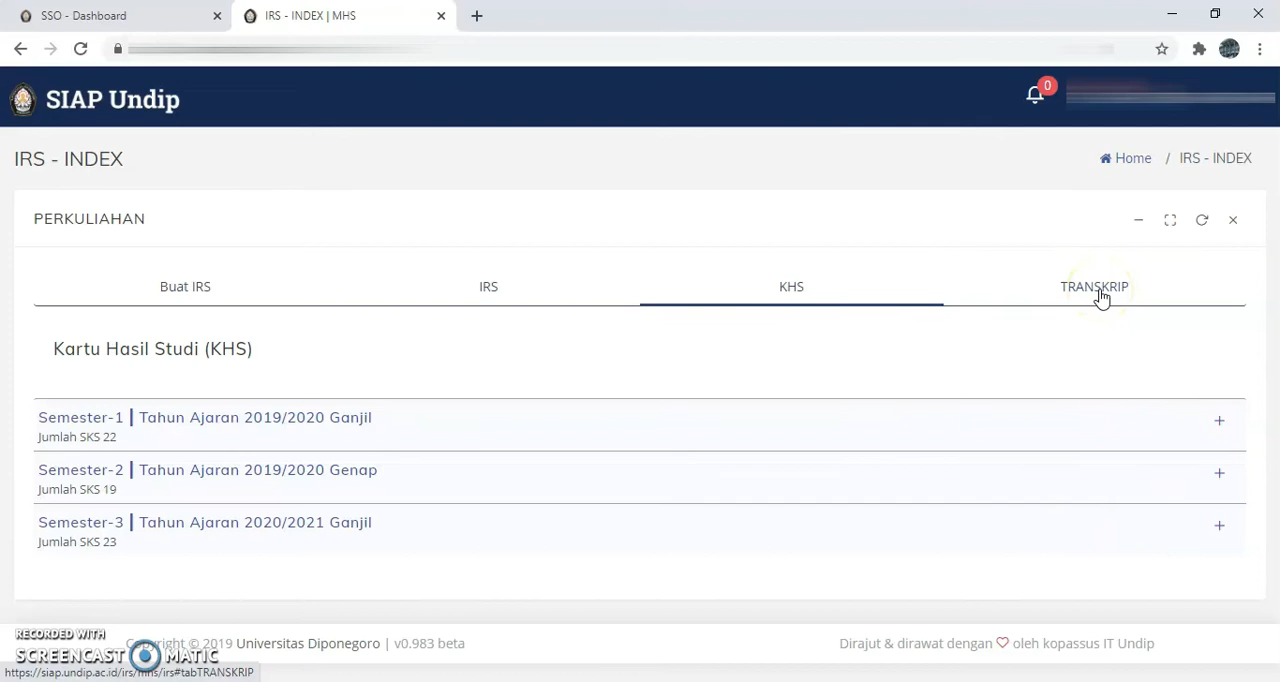 SSO - Dashboard
IRS - INDEX | MHS
SIAP Undip
0
IRS - INDEX
Home / IRS - INDEX
PERKULIAHAN
Buat IRS
IRS
KHS
TRANSKRIP
Kartu Hasil Studi (KHS)
Semester-1 | Tahun Ajaran 2019/2020 Ganjil
Jumlah SKS 22
Semester-2 | Tahun Ajaran 2019/2020 Genap
Jumlah SKS 19
Semester-3 | Tahun Ajaran 2020/2021 Ganjil
Jumlah SKS 23
Copyright © 2019 Universitas Diponegoro | v0.983 beta
Dirajut & dirawat dengan ♡ oleh kopassus IT Undip
RECORDED WITH
SCREENCAST MATIC
https://siap.undip.ac.id/irs/mhs/irs#tabTRANSKRIP